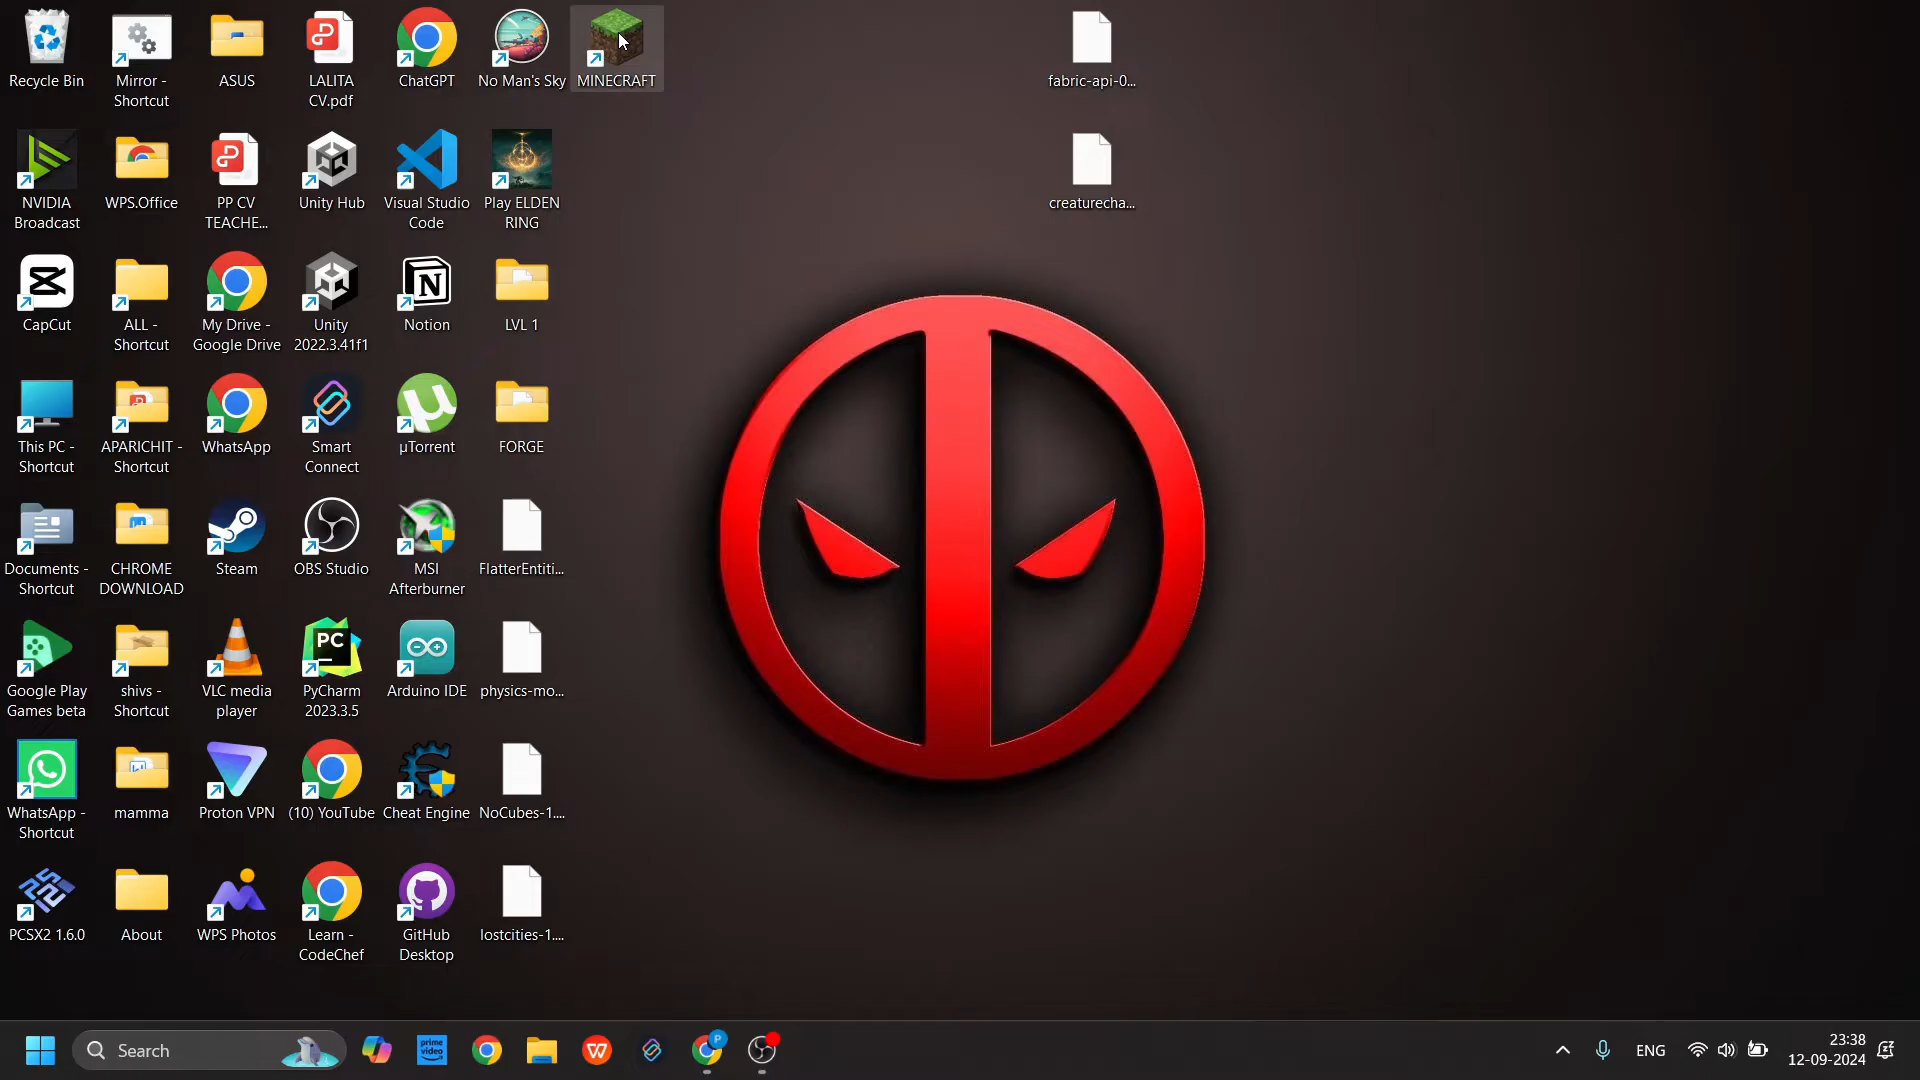 Recycle Bin
Mirror -
Shortcut
ASUS
LALITA
CV.pdf
ChatGPT
No Man's Sky
MINECRAFT
fabric-api-0...
NVIDIA
Broadcast
WPS.Office
PP CV
TEACHE...
Unity Hub
Visual Studio
Code
Play ELDEN
RING
creaturecha...
CapCut
ALL -
Shortcut
My Drive -
Google Drive
Unity
2022.3.41f1
Notion
LVL 1
This PC -
Shortcut
APARICHIT -
Shortcut
WhatsApp
Smart
Connect
µTorrent
FORGE
Documents -
Shortcut
CHROME
DOWNLOAD
Steam
OBS Studio
MSI
Afterburner
FlatterEntiti...
PC
Google Play
Games beta
shivs -
Shortcut
VLC media
player
PyCharm
2023.3.5
Arduino IDE
physics-mo...
WhatsApp -
Shortcut
mamma
Proton VPN
(10) YouTube
Cheat Engine
NoCubes-1....
PCSX2 1.6.0
About
WPS Photos
Learn -
CodeChef
GitHub
Desktop
lostcities-1....
Search
prime
video
P
ENG
23:38
12-09-2024